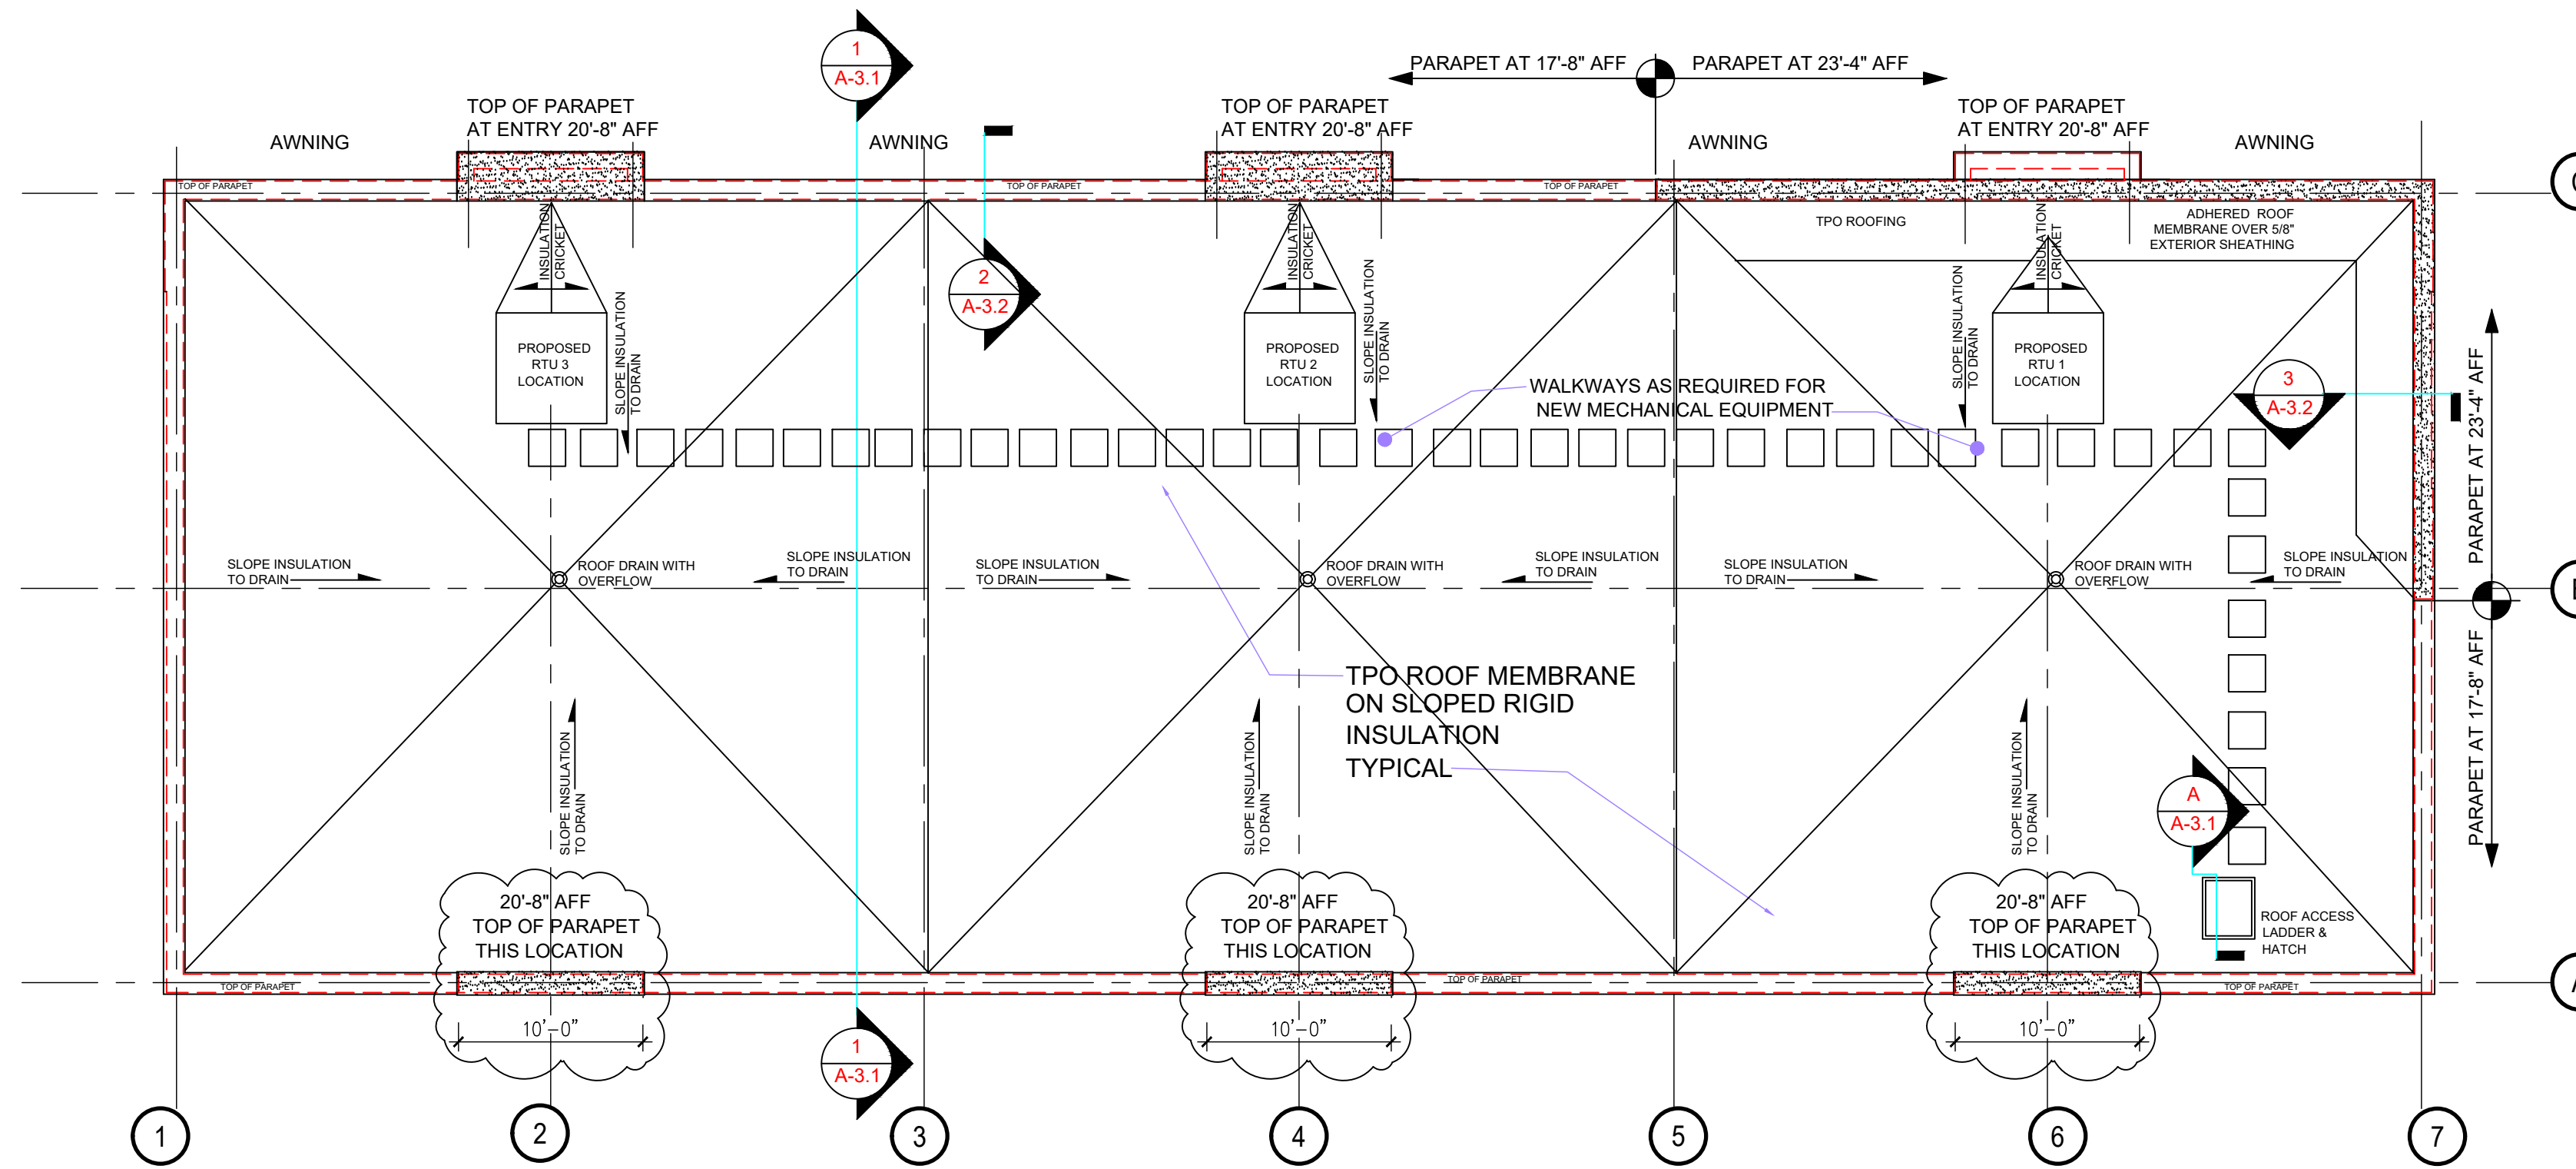 1
A-3.1
PARAPET AT 17'-8" AFF
PARAPET AT 23'-4" AFF
TOP OF PARAPET
AT ENTRY 20'-8" AFF
TOP OF PARAPET
AT ENTRY 20'-8" AFF
TOP OF PARAPET
AT ENTRY 20'-8" AFF
AWNING
AWNING
AWNING
AWNING
TOP OF PARAPET
TOP OF PARAPET
TOP OF PARAPET
INSULATION
CRICKET
INSULATION
CRICKET
INSULATION
CRICKET
TPO ROOFING
ADHERED ROOF
MEMBRANE OVER 5/8"
EXTERIOR SHEATHING
2
A-3.2
PROPOSED
RTU 3
LOCATION
SLOPE INSULATION
TO DRAIN
PROPOSED
RTU 2
LOCATION
SLOPE INSULATION
TO DRAIN
SLOPE INSULATION
TO DRAIN
PROPOSED
RTU 1
LOCATION
WALKWAYS AS REQUIRED FOR
NEW MECHANICAL EQUIPMENT
3
A-3.2
PARAPET AT 23'-4" AFF
SLOPE INSULATION
TO DRAIN
ROOF DRAIN WITH
OVERFLOW
SLOPE INSULATION
TO DRAIN
SLOPE INSULATION
TO DRAIN
ROOF DRAIN WITH
OVERFLOW
SLOPE INSULATION
TO DRAIN
SLOPE INSULATION
TO DRAIN
ROOF DRAIN WITH
OVERFLOW
SLOPE INSULATION
TO DRAIN
PARAPET AT 17'-8" AFF
TPO ROOF MEMBRANE
ON SLOPED RIGID
INSULATION
TYPICAL
SLOPE INSULATION
TO DRAIN
SLOPE INSULATION
TO DRAIN
SLOPE INSULATION
TO DRAIN
A
A-3.1
20'-8" AFF
TOP OF PARAPET
THIS LOCATION
20'-8" AFF
TOP OF PARAPET
THIS LOCATION
20'-8" AFF
TOP OF PARAPET
THIS LOCATION
ROOF ACCESS
LADDER &
HATCH
TOP OF PARAPET
TOP OF PARAPET
TOP OF PARAPET
10'-0"
10'-0"
10'-0"
1
A-3.1
1
2
3
4
5
6
7